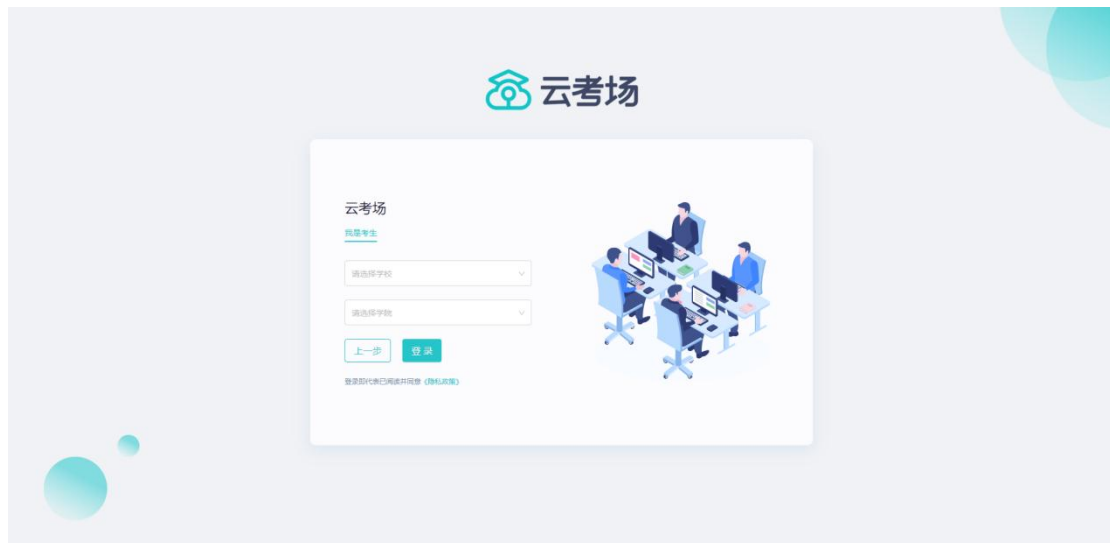 云考场
云考场
我是考生
请选择学校
请选择学院
上一步 登录
登录即代表已阅读并同意《隐私政策》